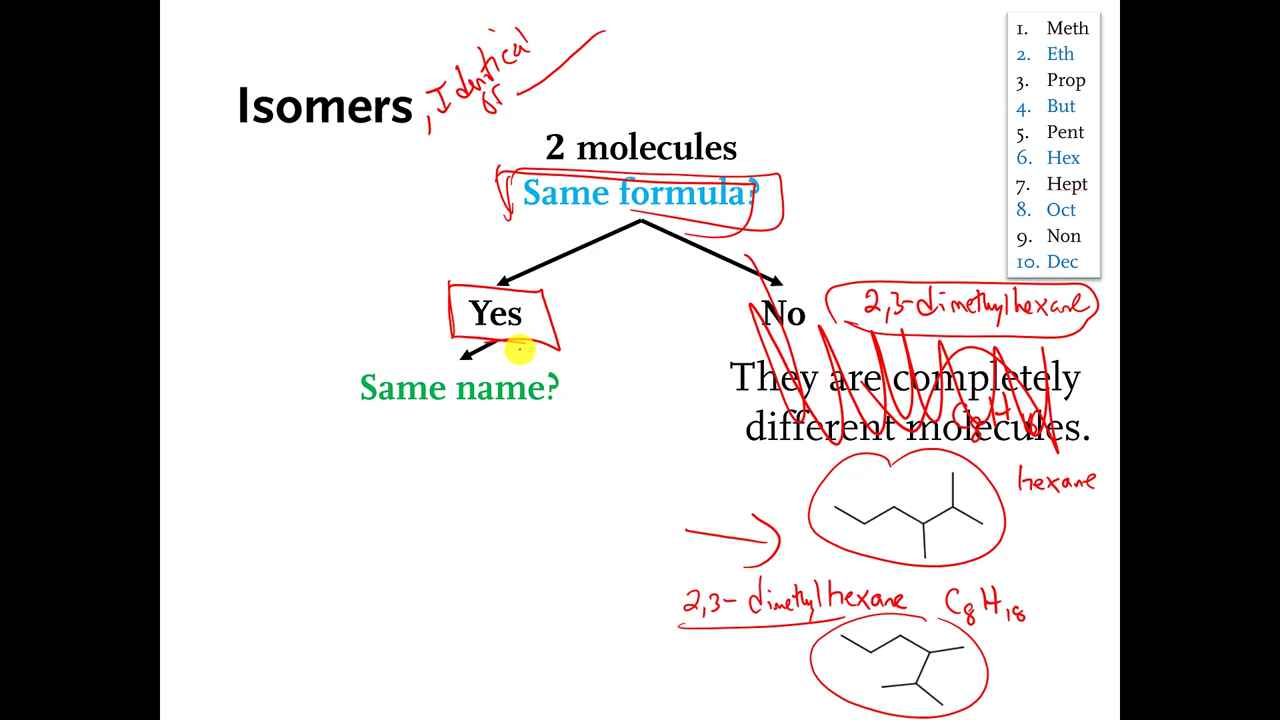 Isomers
, Identical
or
2 molecules
Same formula?
Yes
No
Same name?
They are completely
different molecules.
1. Meth
2. Eth
3. Prop
4. But
5. Pent
6. Hex
7. Hept
8. Oct
9. Non
10. Dec
2,3-dimethylhexane
C8H18
hexane
2,3-dimethylhexane C8H18